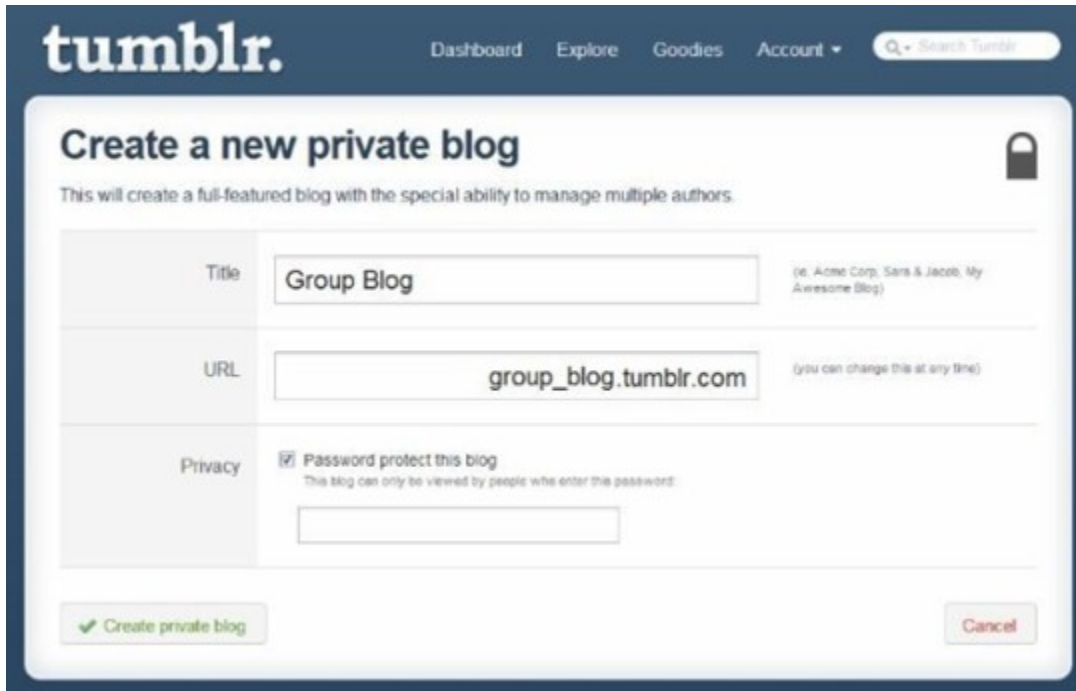 tumblr.
Dashboard Explore Goodies Account Search Tumblr
Create a new private blog
This will create a full-featured blog with the special ability to manage multiple authors.
Title
Group Blog
(ie. Acme Corp, Sara & Jacob, My
Awesome Blog)
URL
group_blog.tumblr.com
(you can change this at any time)
Privacy
Password protect this blog
This blog can only be viewed by people who enter this password:
Create private blog
Cancel